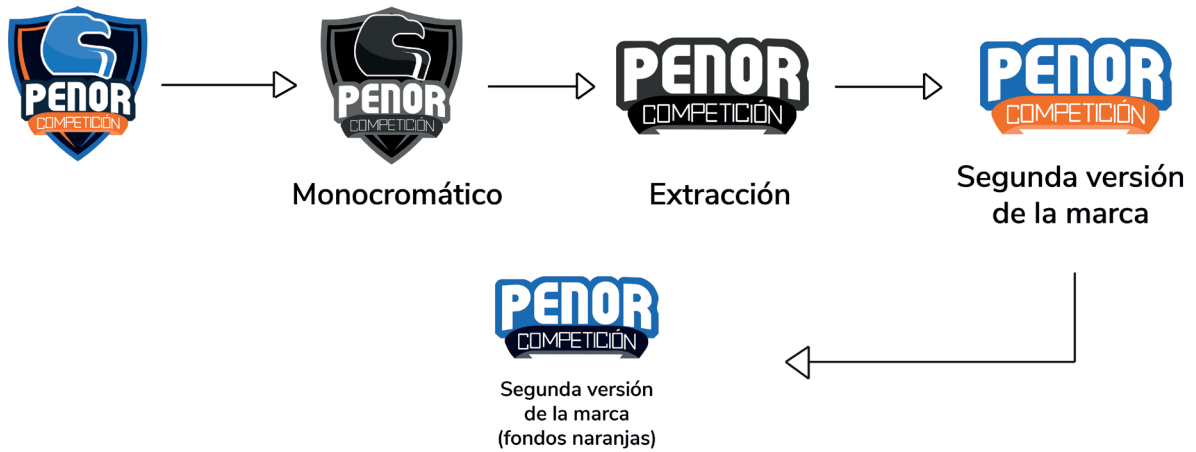 PENOR
COMPETICIÓN
PENOR
COMPETICIÓN
Monocromático
PENOR
COMPETICIÓN
Extracción
PENOR
COMPETICIÓN
Segunda versión
de la marca
PENOR
COMPETICIÓN
Segunda versión
de la marca
(fondos naranjas)